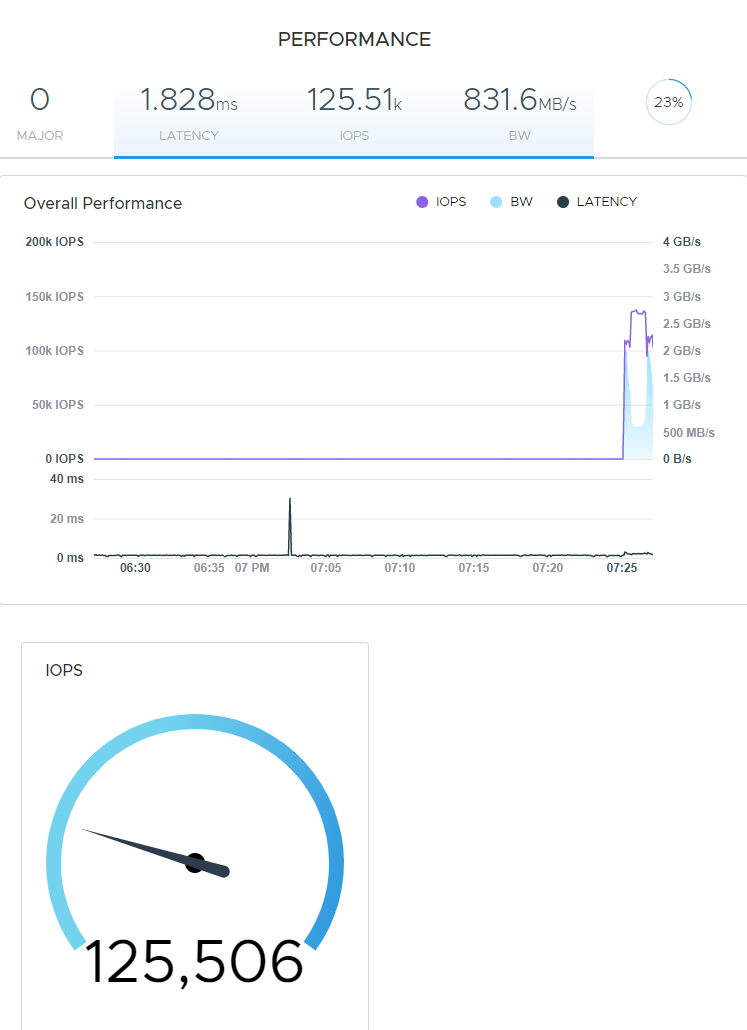 PERFORMANCE
0 1.828ms 125.51k 831.6MB/s 23%
MAJOR LATENCY IOPS BW
Overall Performance IOPS BW LATENCY
200k IOPS 4 GB/s
3.5 GB/s
150k IOPS 3 GB/s
2.5 GB/s
100k IOPS 2 GB/s
1.5 GB/s
50k IOPS 1 GB/s
500 MB/s
0 IOPS 0 B/s
40 ms
20 ms
0 ms
06:30 06:35 07 PM 07:05 07:10 07:15 07:20 07:25
IOPS
125,506